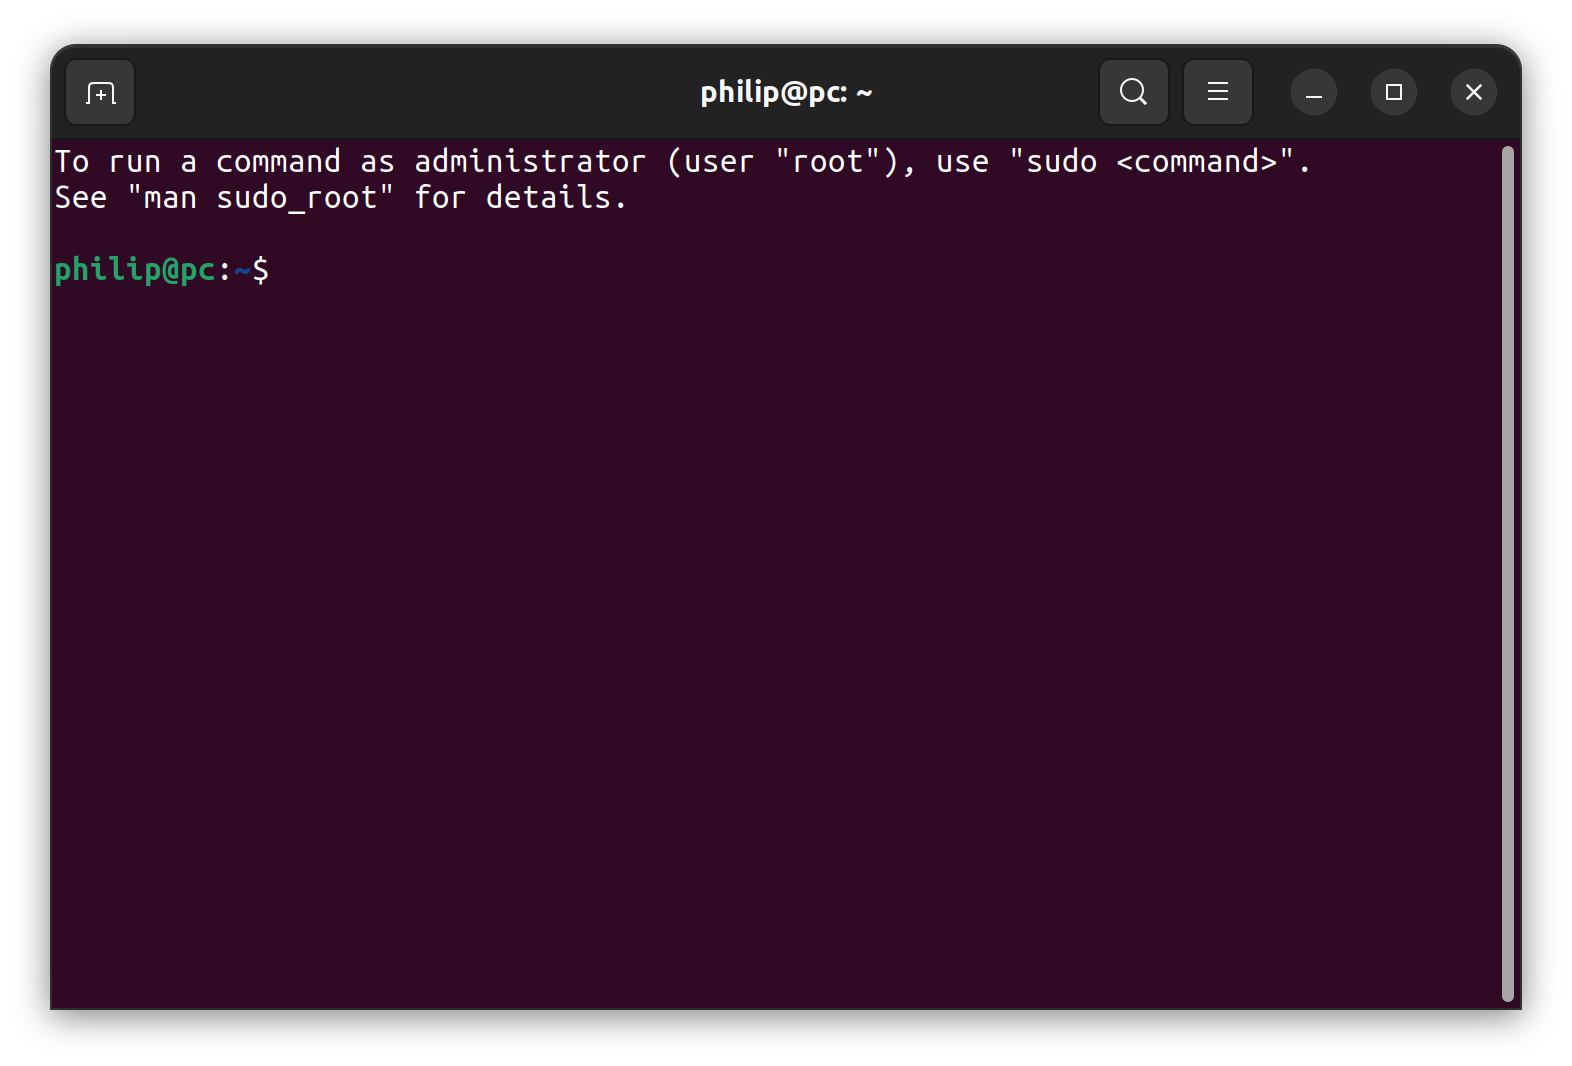 philip@pc: ~
To run a command as administrator (user "root"), use "sudo <command>".
See "man sudo_root" for details.
philip@pc:~$